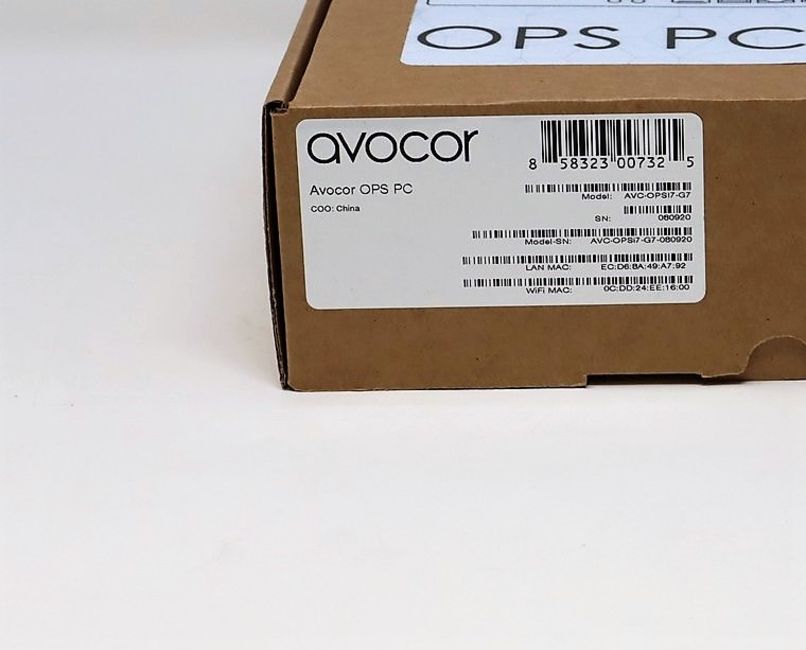 OPS PC
avocor
8 58323 00732 5
Avocor OPS PC
COO: China
Model: AVC-OPSi7-G7
SN: 080920
Model-SN: AVC-OPSi7-G7-080920
LAN MAC: EC:D6:8A:49:A7:92
WiFi MAC: 0C:DD:24:EE:16:00